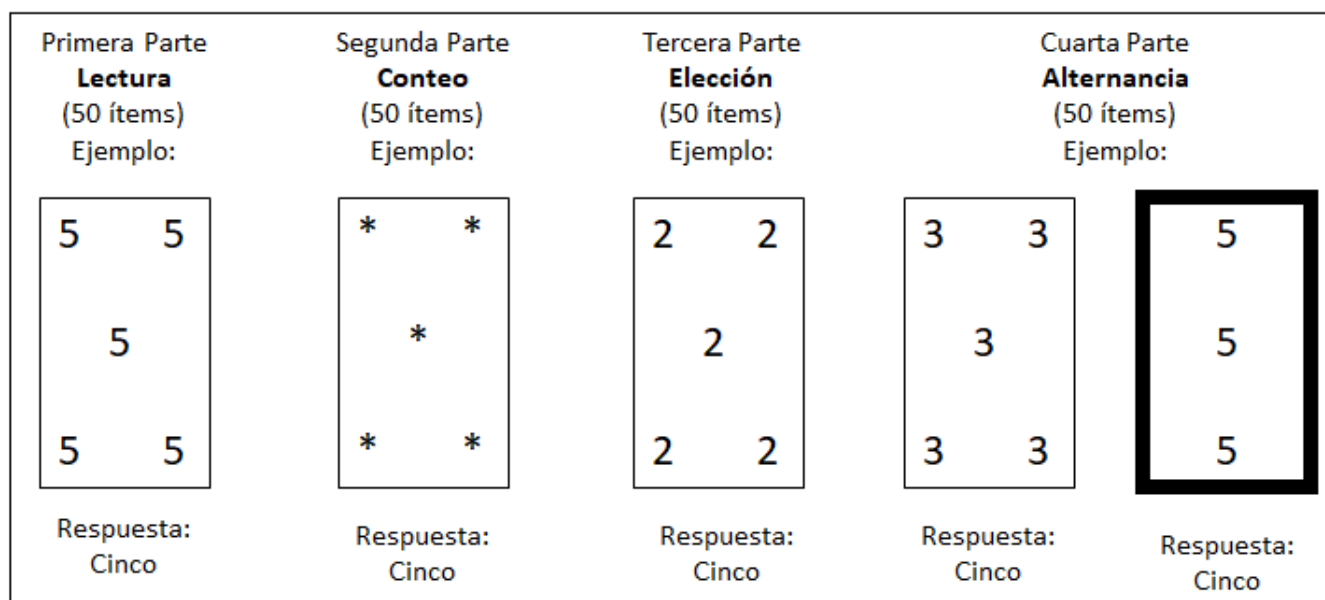 Primera Parte
Lectura
(50 ítems)
Ejemplo:
5 5
5
5 5
Respuesta:
Cinco
Segunda Parte
Conteo
(50 ítems)
Ejemplo:
* *
*
* *
Respuesta:
Cinco
Tercera Parte
Elección
(50 ítems)
Ejemplo:
2 2
2
2 2
Respuesta:
Cinco
Cuarta Parte
Alternancia
(50 ítems)
Ejemplo:
3 3
3
3 3
Respuesta:
Cinco
5
5
5
Respuesta:
Cinco